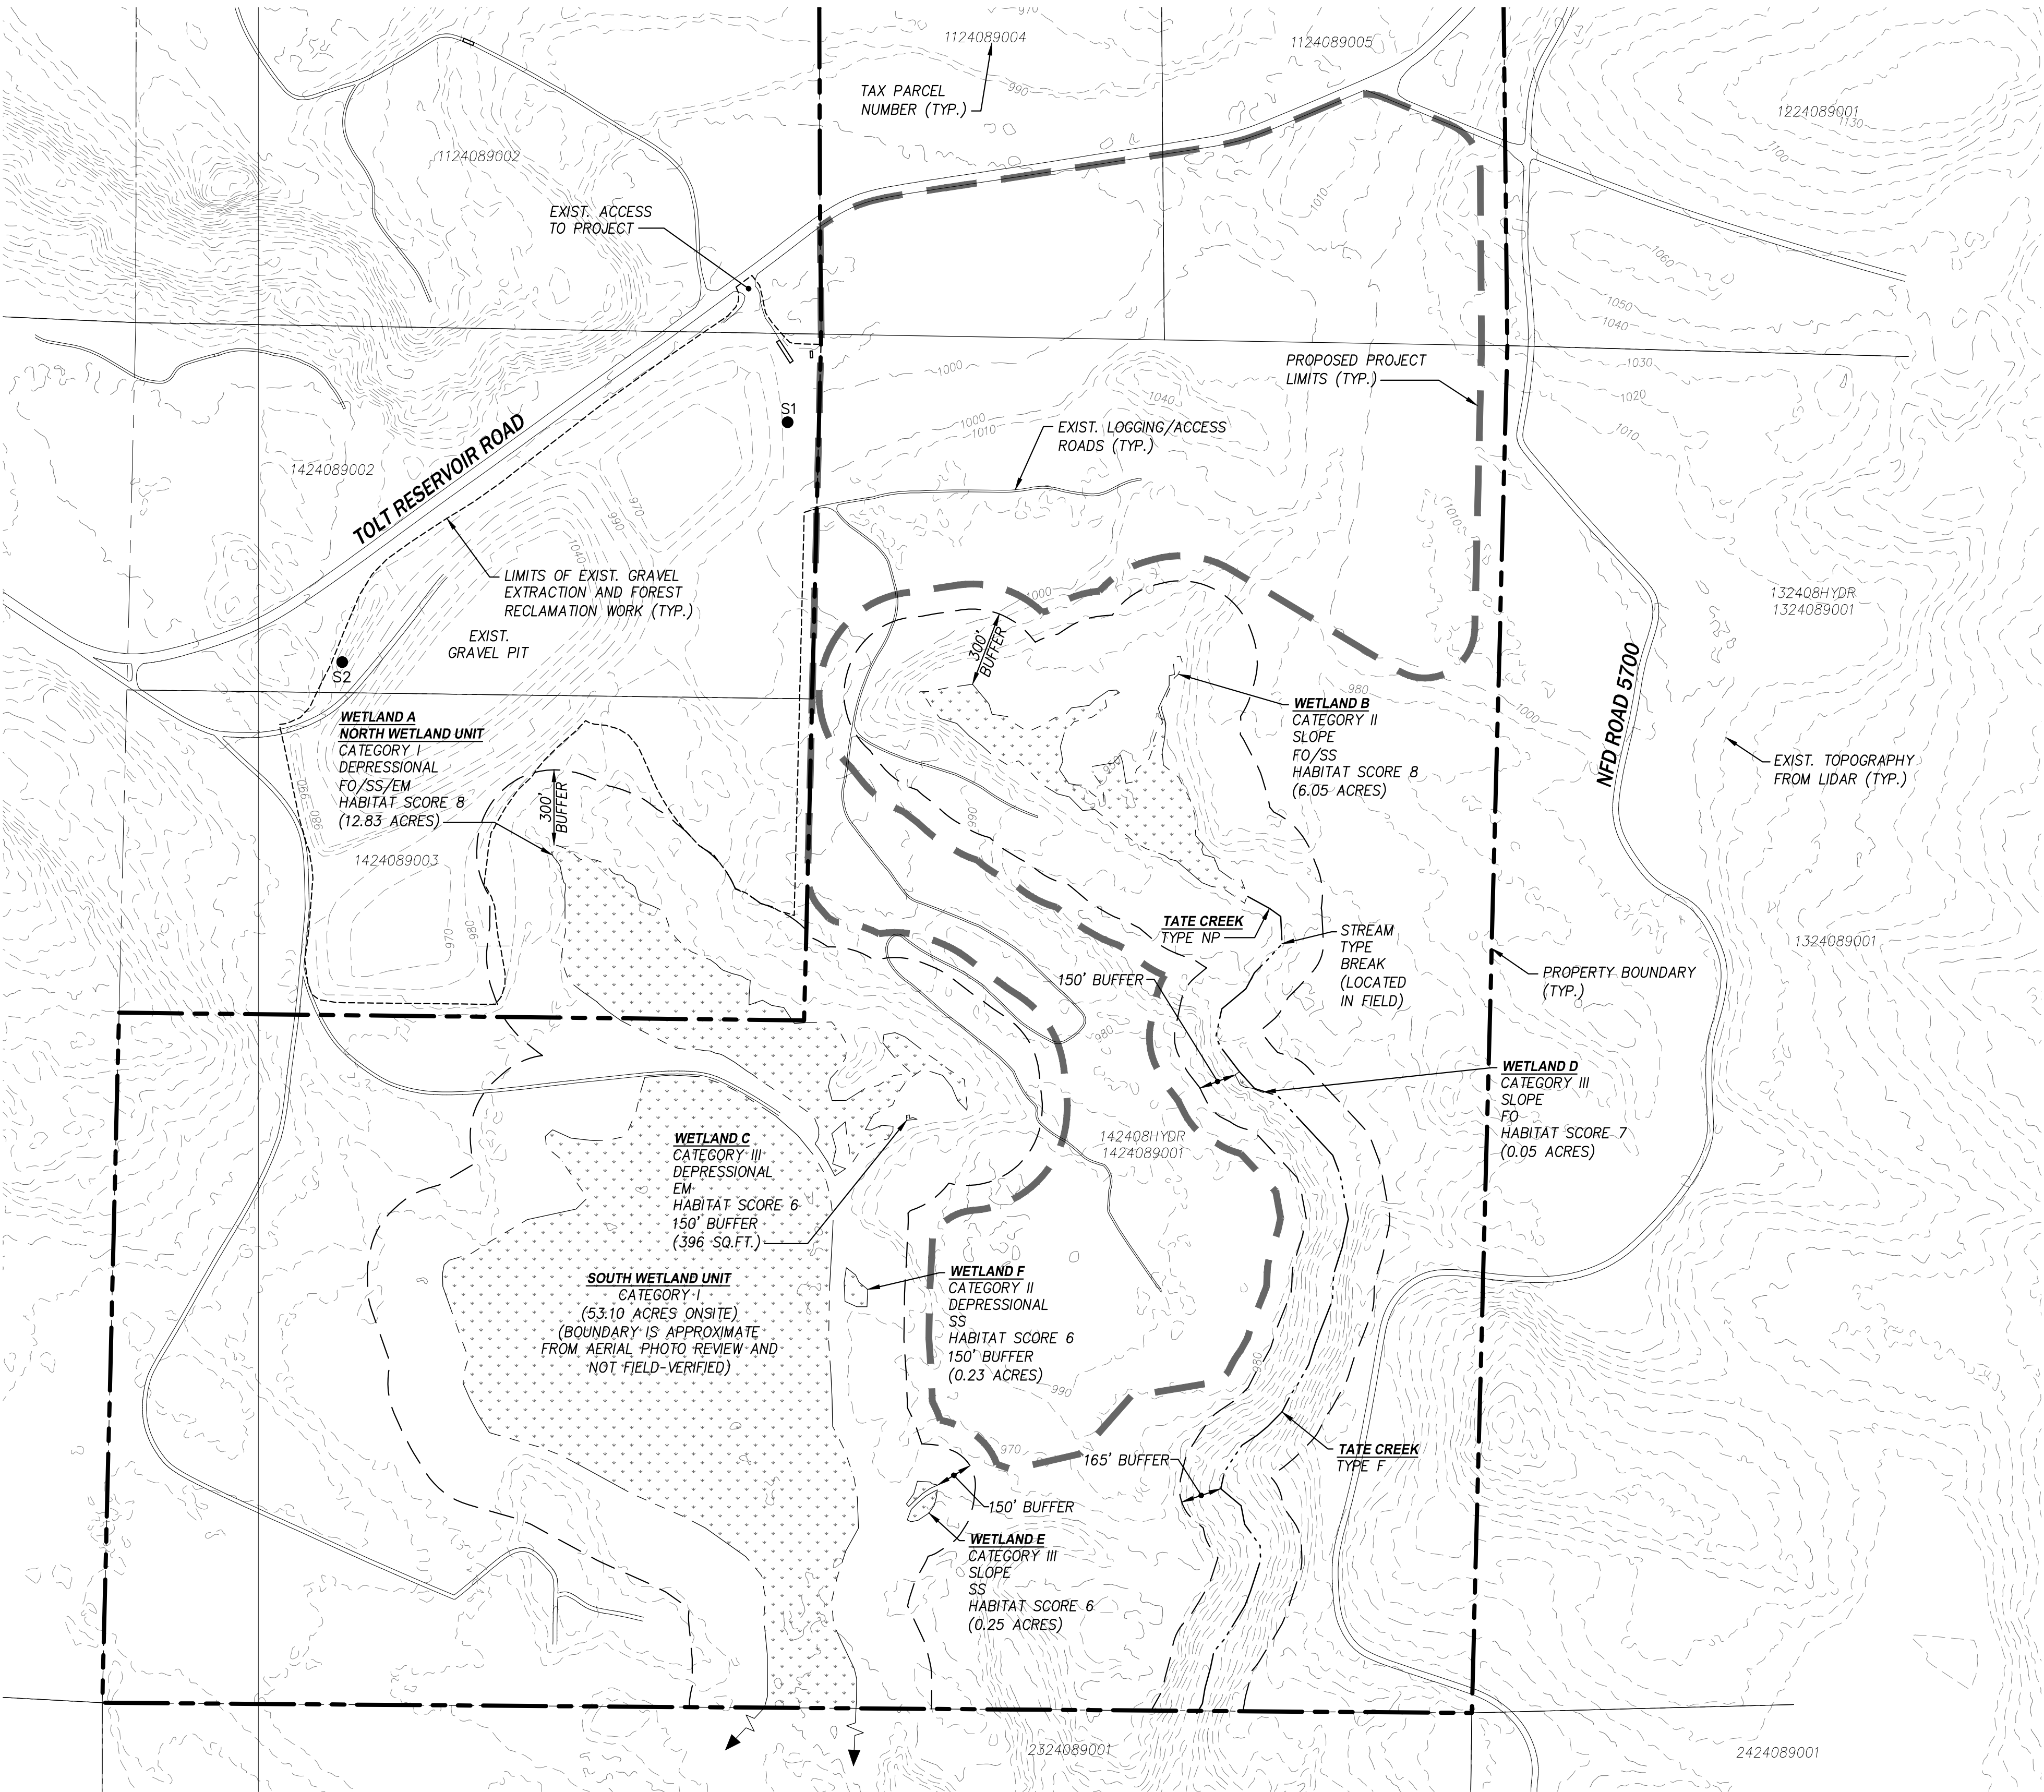 970
1124089004
1124089005
TAX PARCEL
NUMBER (TYP.)
990
1224089001
1130
1100
1124089002
EXIST. ACCESS
TO PROJECT
1010
1060
1050
1040
1030
1020
1010
PROPOSED PROJECT
LIMITS (TYP.)
1000
1040
S1
1000
1010
EXIST. LOGGING/ACCESS
ROADS (TYP.)
1424089002
TOLT RESERVOIR ROAD
970
990
1040
1010
LIMITS OF EXIST. GRAVEL
EXTRACTION AND FOREST
RECLAMATION WORK (TYP.)
EXIST.
GRAVEL PIT
S2
1000
300'
BUFFER
132408HYDR
1324089001
980
1000
NFD ROAD 5700
WETLAND A
NORTH WETLAND UNIT
CATEGORY I
DEPRESSIONAL
FO/SS/EM
HABITAT SCORE 8
(12.83 ACRES)
300'
BUFFER
WETLAND B
CATEGORY II
SLOPE
FO/SS
HABITAT SCORE 8
(6.05 ACRES)
EXIST. TOPOGRAPHY
FROM LIDAR (TYP.)
950
990
990
980
1424089003
970
980
TATE CREEK
TYPE NP
STREAM
TYPE
BREAK
(LOCATED
IN FIELD)
1324089001
150' BUFFER
PROPERTY BOUNDARY
(TYP.)
980
WETLAND D
CATEGORY III
SLOPE
FO
HABITAT SCORE 7
(0.05 ACRES)
142408HYDR
1424089001
WETLAND C
CATEGORY III
DEPRESSIONAL
EM
HABITAT SCORE 6
150' BUFFER
(396 SQ.FT.)
SOUTH WETLAND UNIT
CATEGORY I
(53.10 ACRES ONSITE)
(BOUNDARY IS APPROXIMATE
FROM AERIAL PHOTO REVIEW AND
NOT FIELD-VERIFIED)
WETLAND F
CATEGORY II
DEPRESSIONAL
SS
HABITAT SCORE 6
150' BUFFER
(0.23 ACRES)
980
990
970
165' BUFFER
TATE CREEK
TYPE F
150' BUFFER
WETLAND E
CATEGORY III
SLOPE
SS
HABITAT SCORE 6
(0.25 ACRES)
2324089001
2424089001